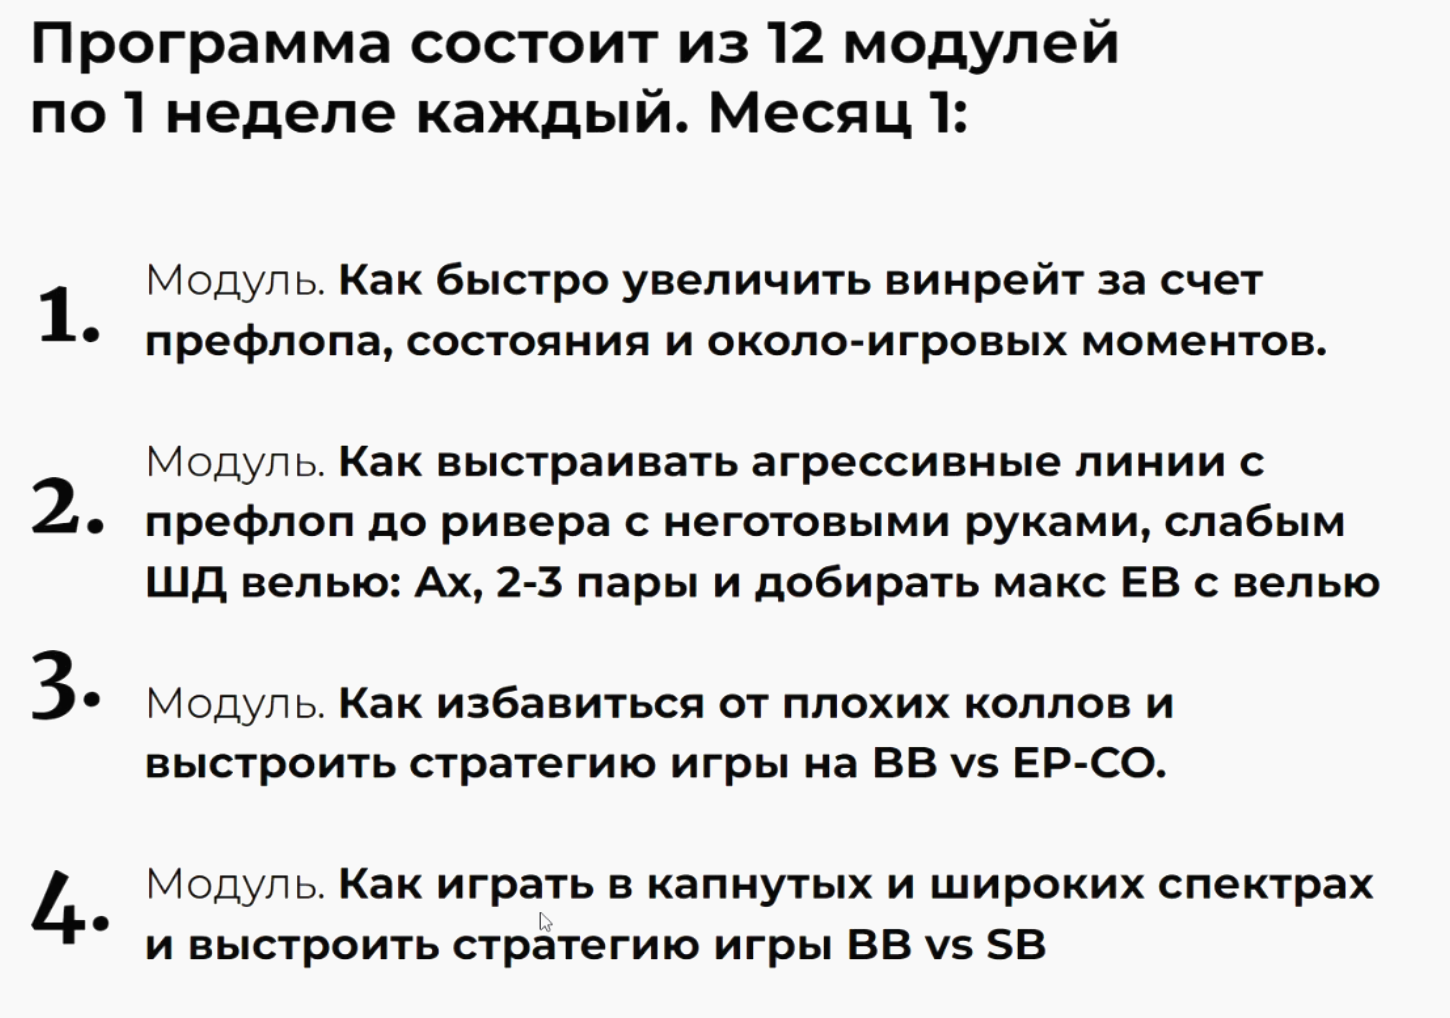 Программа состоит из 12 модулей
по 1 неделе каждый. Месяц 1:
1. Модуль. Как быстро увеличить винрейт за счет
префлопа, состояния и около-игровых моментов.
2. Модуль. Как выстраивать агрессивные линии с
префлоп до ривера с неготовыми руками, слабым
ШД велью: Ах, 2-3 пары и добирать макс ЕВ с велью
3. Модуль. Как избавиться от плохих коллов и
выстроить стратегию игры на BB vs EP-CO.
4. Модуль. Как играть в капнутых и широких спектрах
и выстроить стратегию игры BB vs SB